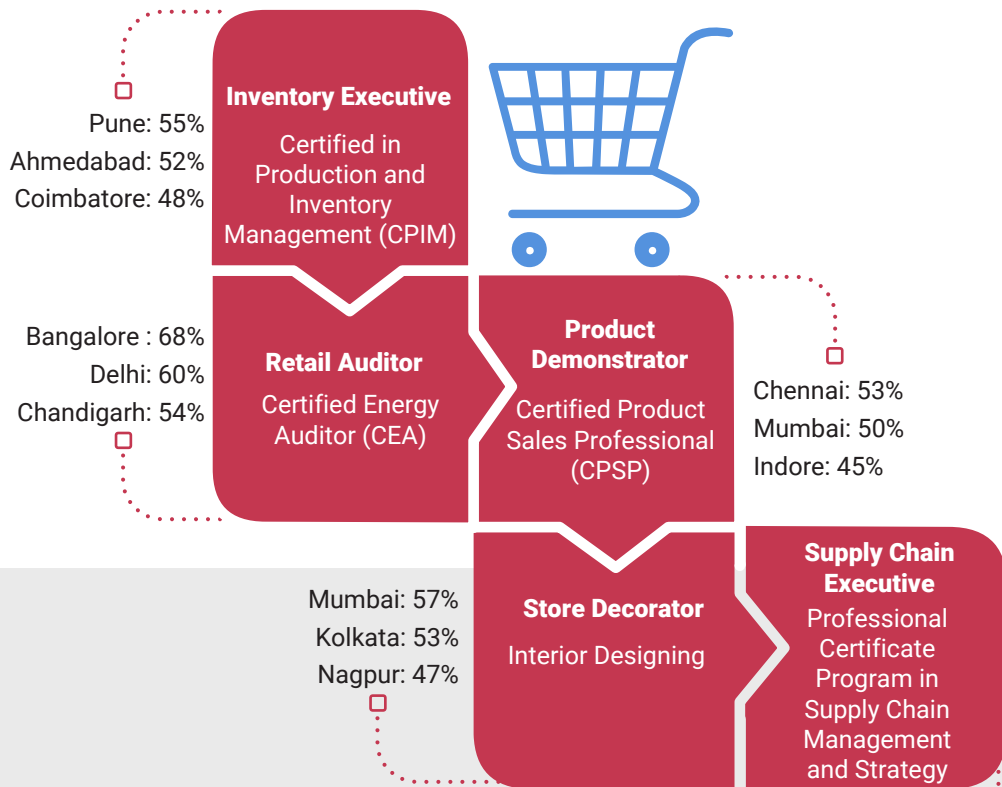 Inventory Executive
Certified in
Production and
Inventory
Management (CPIM)
Pune: 55%
Ahmedabad: 52%
Coimbatore: 48%
Retail Auditor
Certified Energy
Auditor (CEA)
Bangalore : 68%
Delhi: 60%
Chandigarh: 54%
Product
Demonstrator
Certified Product
Sales Professional
(CPSP)
Chennai: 53%
Mumbai: 50%
Indore: 45%
Store Decorator
Interior Designing
Mumbai: 57%
Kolkata: 53%
Nagpur: 47%
Supply Chain
Executive
Professional
Certificate
Program in
Supply Chain
Management
and Strategy